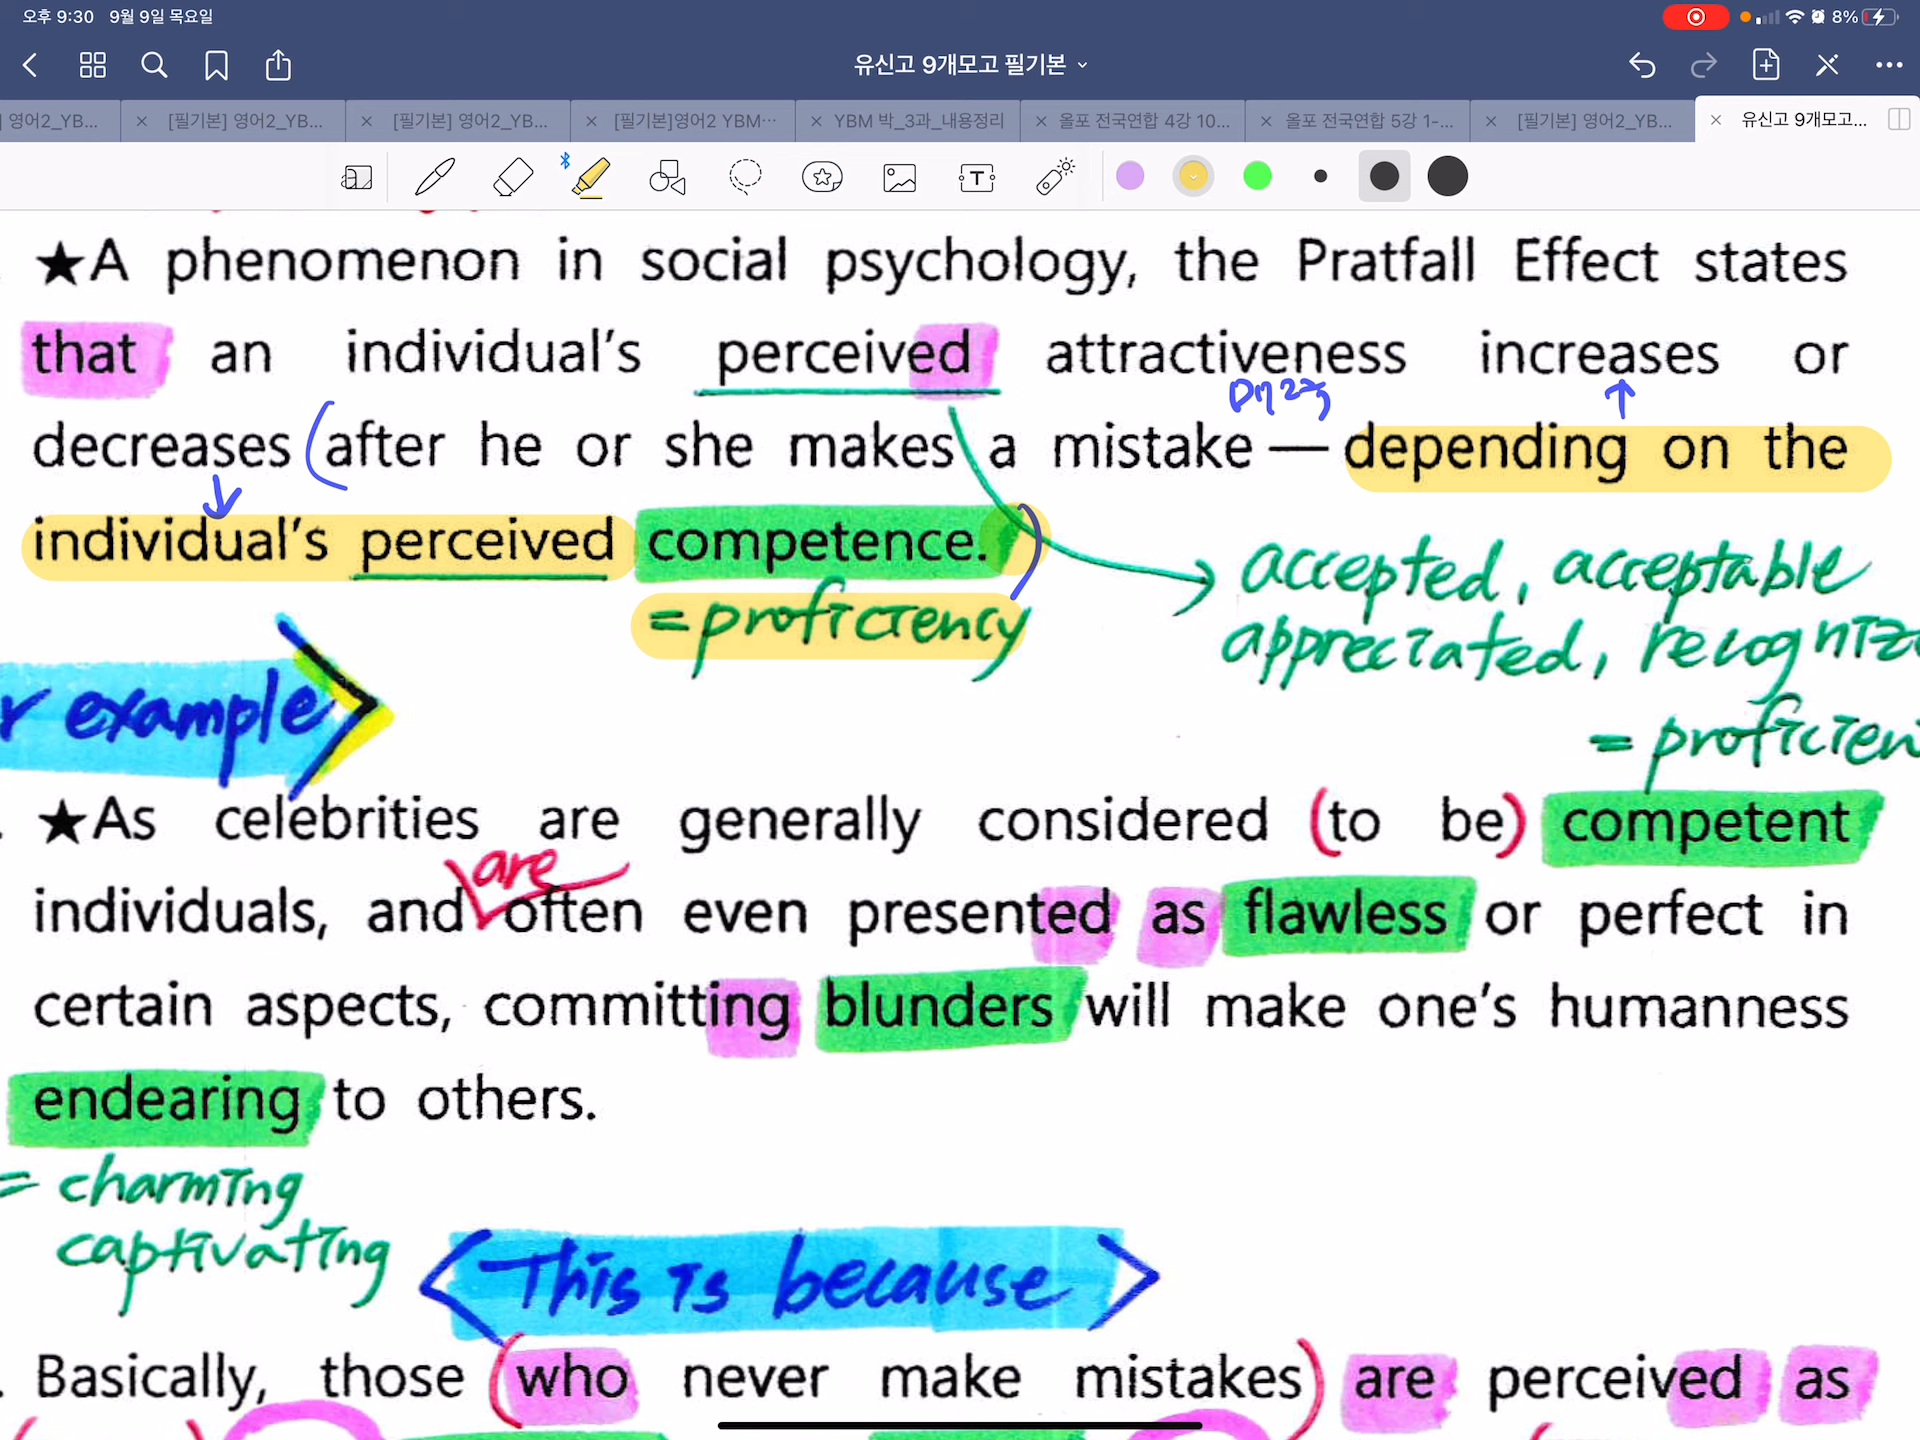 오후 9:30 9월 9일 목요일 8%
유신고 9개모고 필기본
영어2_YB... × [필기본] 영어2_YB... × [필기본] 영어2_YB... × [필기본]영어2 YBM... × YBM 박_3과_내용정리 × 올포 전국연합 4강 10... × 올포 전국연합 5강 1-... × [필기본] 영어2_YB... × 유신고 9개모고...
★A phenomenon in social psychology, the Pratfall Effect states
that an individual's perceived attractiveness increases or
매력
decreases (after he or she makes a mistake — depending on the
individual's perceived competence.)
accepted, acceptable
= proficiency
appreciated,
example>
★As celebrities are generally considered (to be) competent
are
individuals, and often even presented as flawless or perfect in
certain aspects, committing blunders will make one's humanness
endearing to others.
= charming
captivating
<This is because>
Basically, those (who never make mistakes) are perceived as